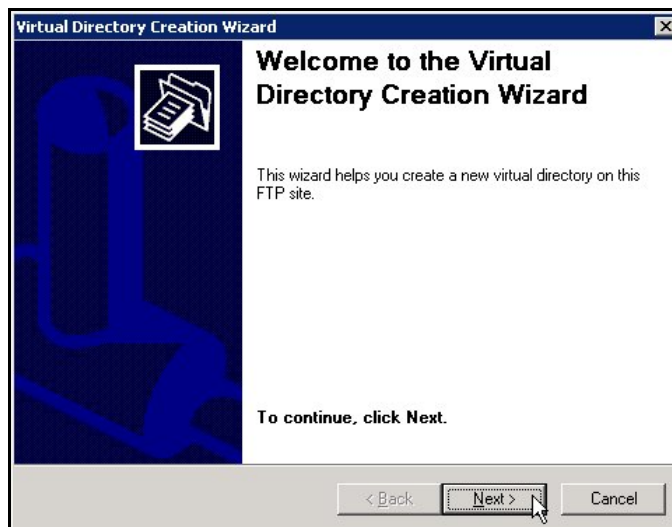 Virtual Directory Creation Wizard
Welcome to the Virtual
Directory Creation Wizard
This wizard helps you create a new virtual directory on this
FTP site.
To continue, click Next.
< Back Next > Cancel